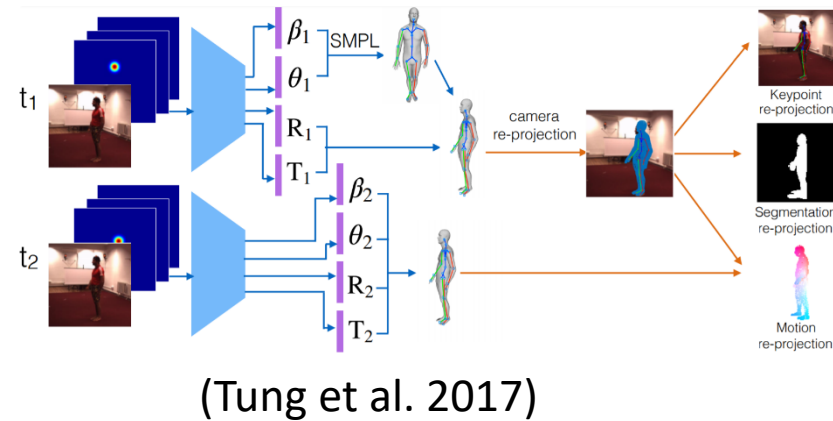 t1
β1
θ1
SMPL
R1
T1
camera
re-projection
Keypoint
re-projection
Segmentation
re-projection
t2
β2
θ2
R2
T2
Motion
re-projection
(Tung et al. 2017)